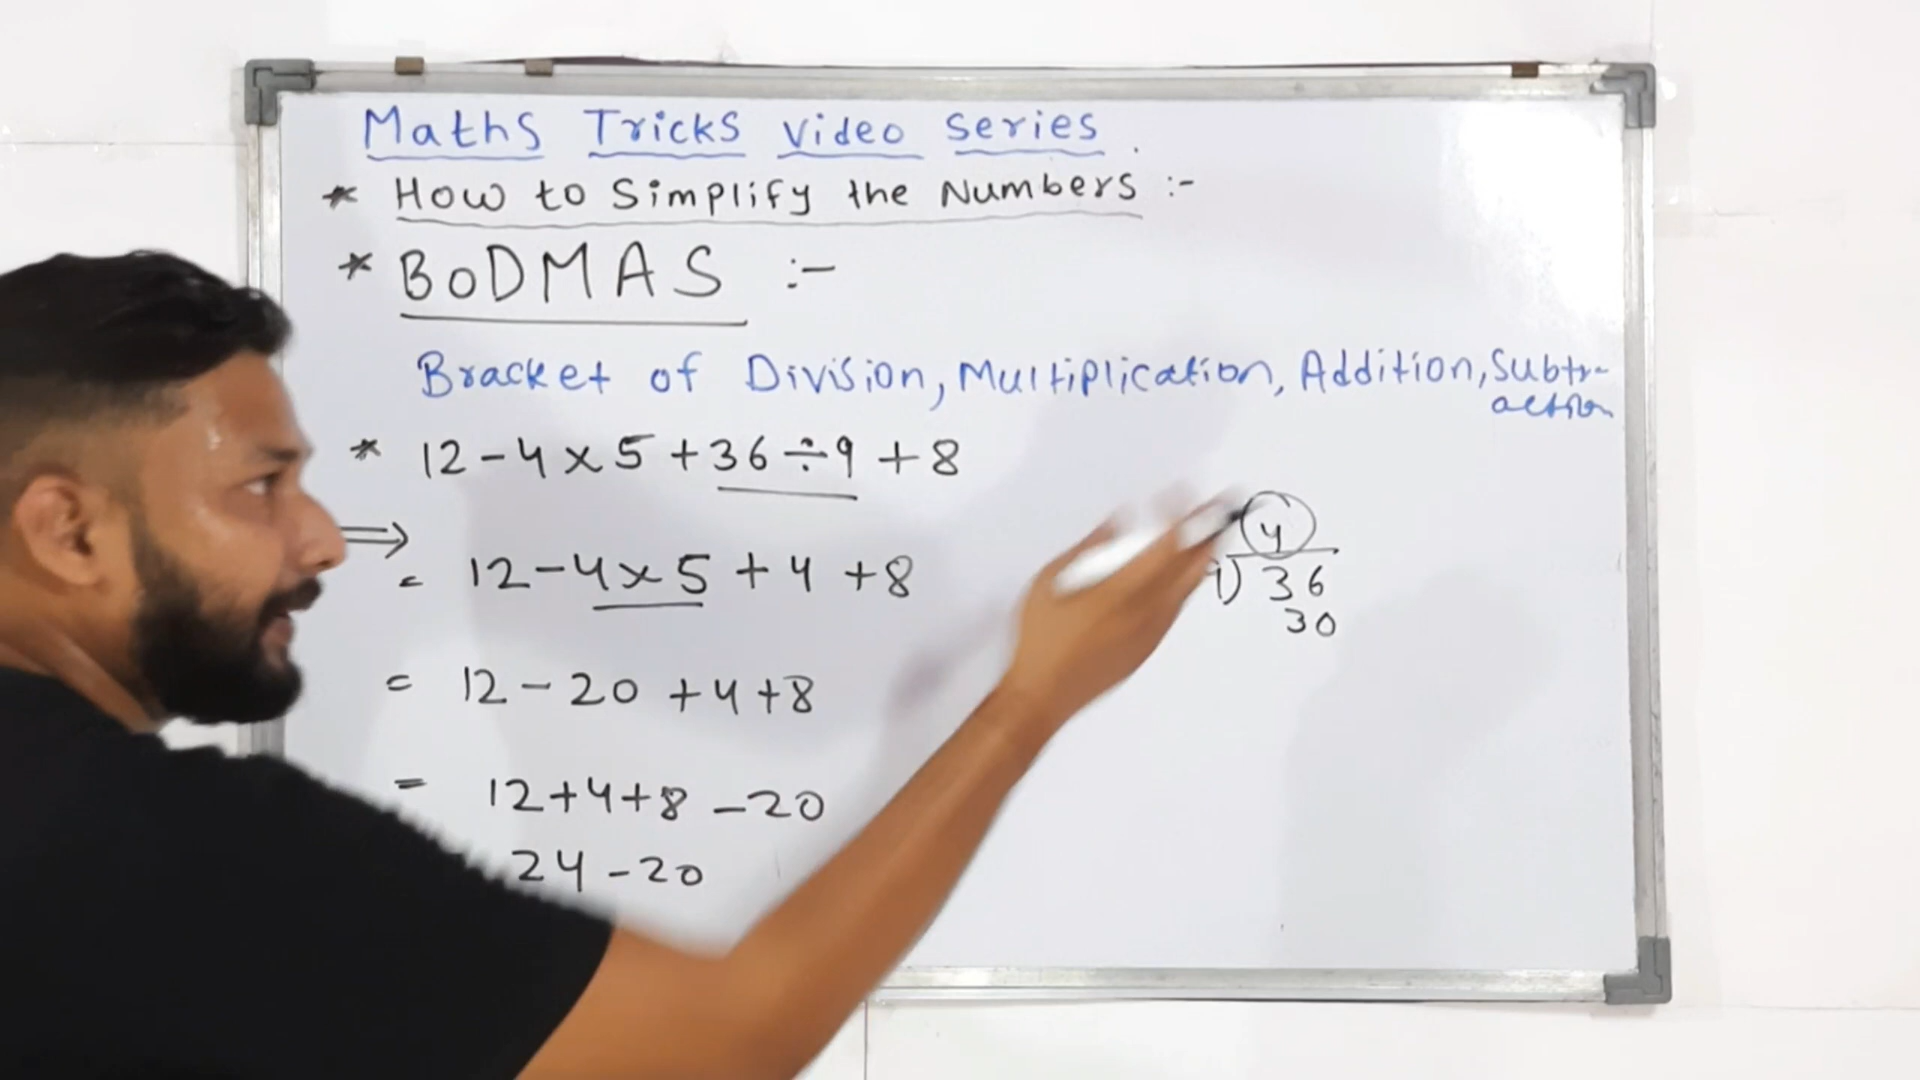 Maths Tricks Video Series.
* How to Simplify the Numbers :-
* BODMAS :-
Bracket of Division, Multiplication, Addition, Subtr-
action
* 12 - 4 × 5 + 36 ÷ 9 + 8
⇒
= 12 - 4 × 5 + 4 + 8
= 12 - 20 + 4 + 8
= 12 + 4 + 8 - 20
24 - 20
4
9) 36
30